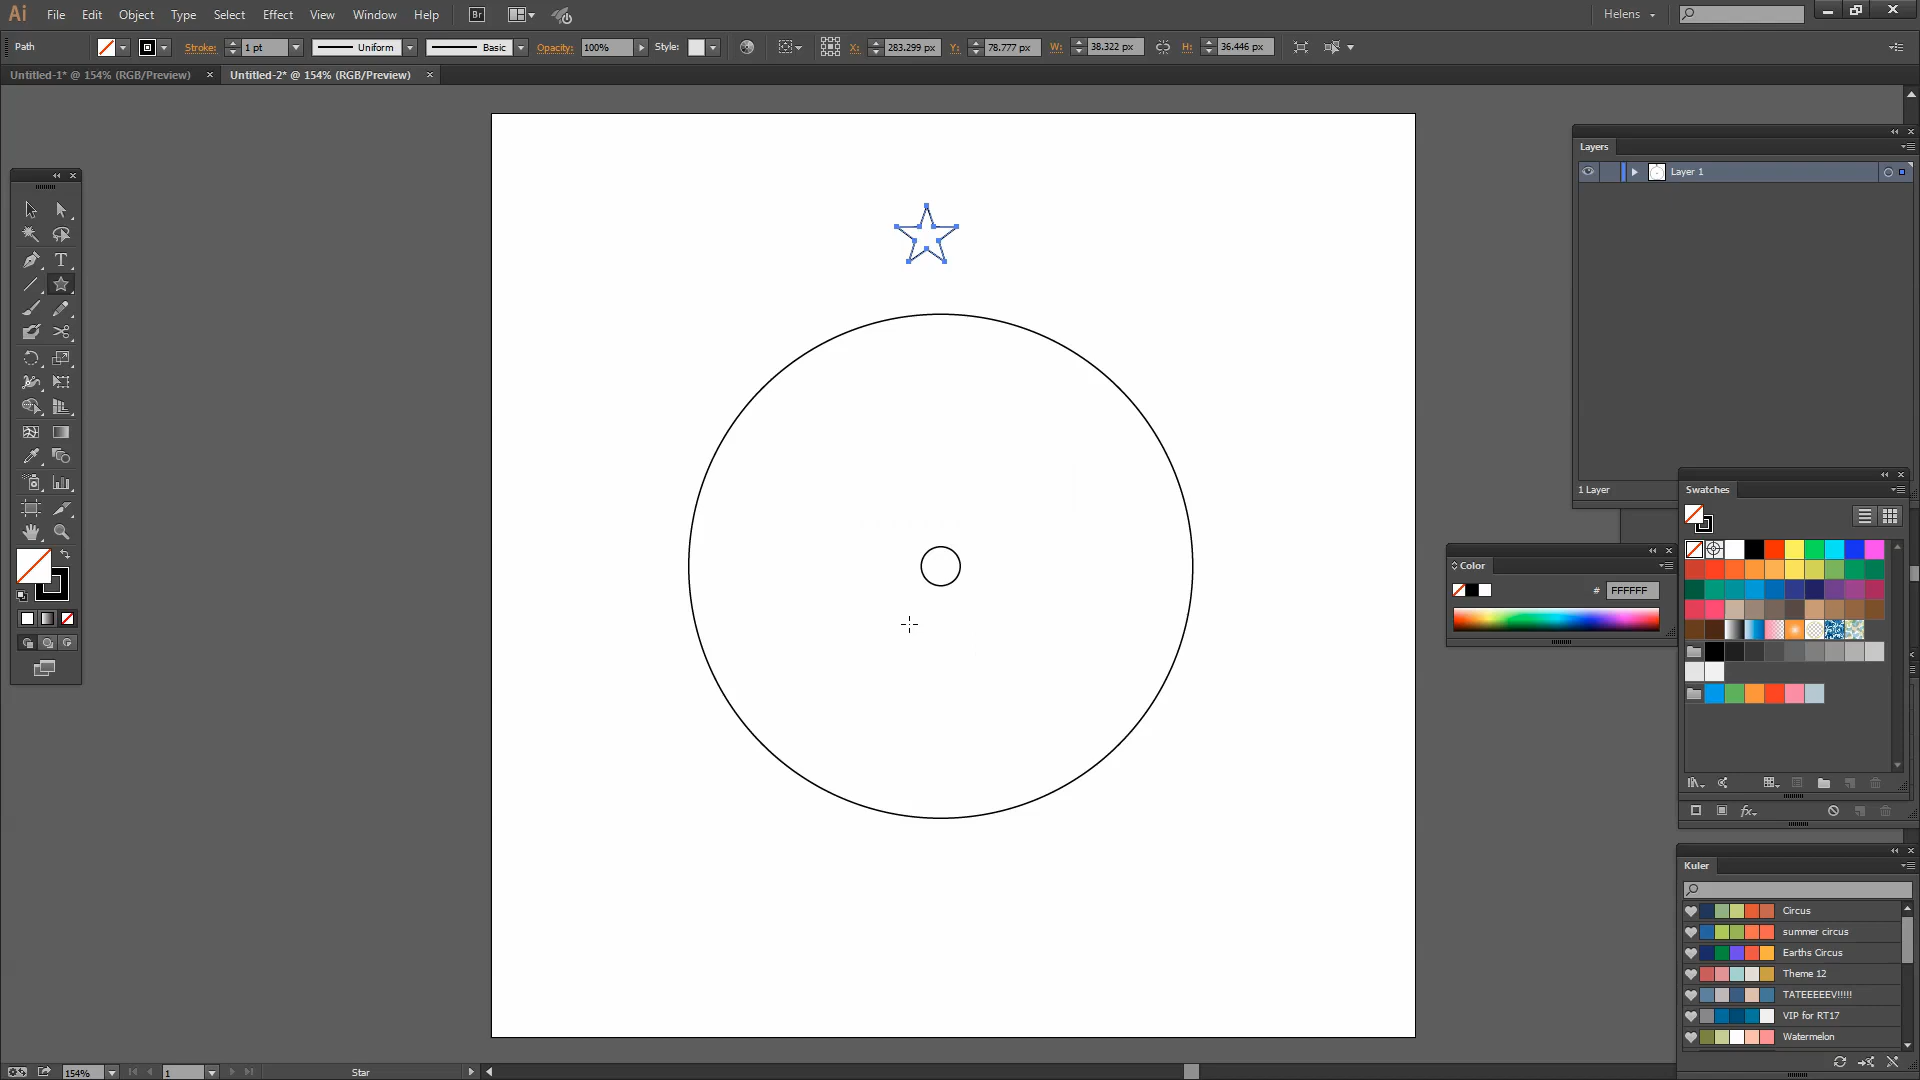 Ai File Edit Object Type Select Effect View Window Help Br Helens
Path Stroke: 1 pt Uniform Basic Opacity: 100% Style: X: 283.299 px Y: 78.777 px W: 38.322 px H: 36.446 px
Untitled-1* @ 154% (RGB/Preview) Untitled-2* @ 154% (RGB/Preview)
Layers
Layer 1
1 Layer
Swatches
Color
# FFFFFF
fx
Kuler
Circus
summer circus
Earths Circus
Theme 12
TATEEEEEV!!!!!
VIP for RT17
Watermelon
154% 1 Star